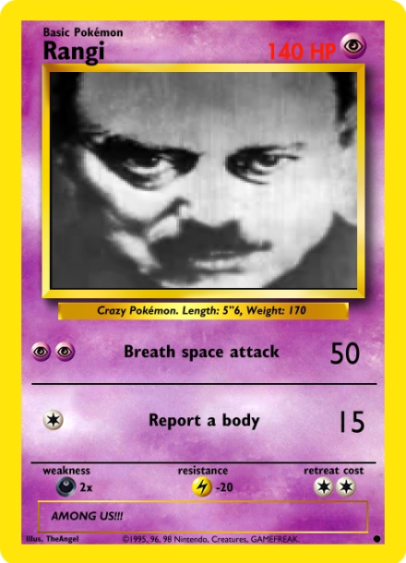 Basic Pokémon
Rangi 140 HP
Crazy Pokémon. Length: 5"6, Weight: 170
Breath space attack 50
Report a body 15
weakness resistance retreat cost
2x -20
AMONG US!!!
Illus. TheAngel ©1995, 96, 98 Nintendo, Creatures, GAMEFREAK.